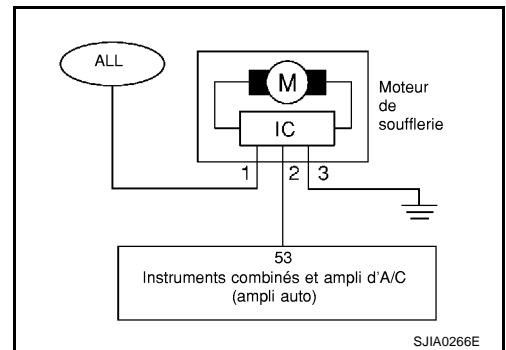 ALL
M
Moteur
de
soufflerie
IC
1 2 3
53
Instruments combinés et ampli d'A/C
(ampli auto)
SJIA0266E